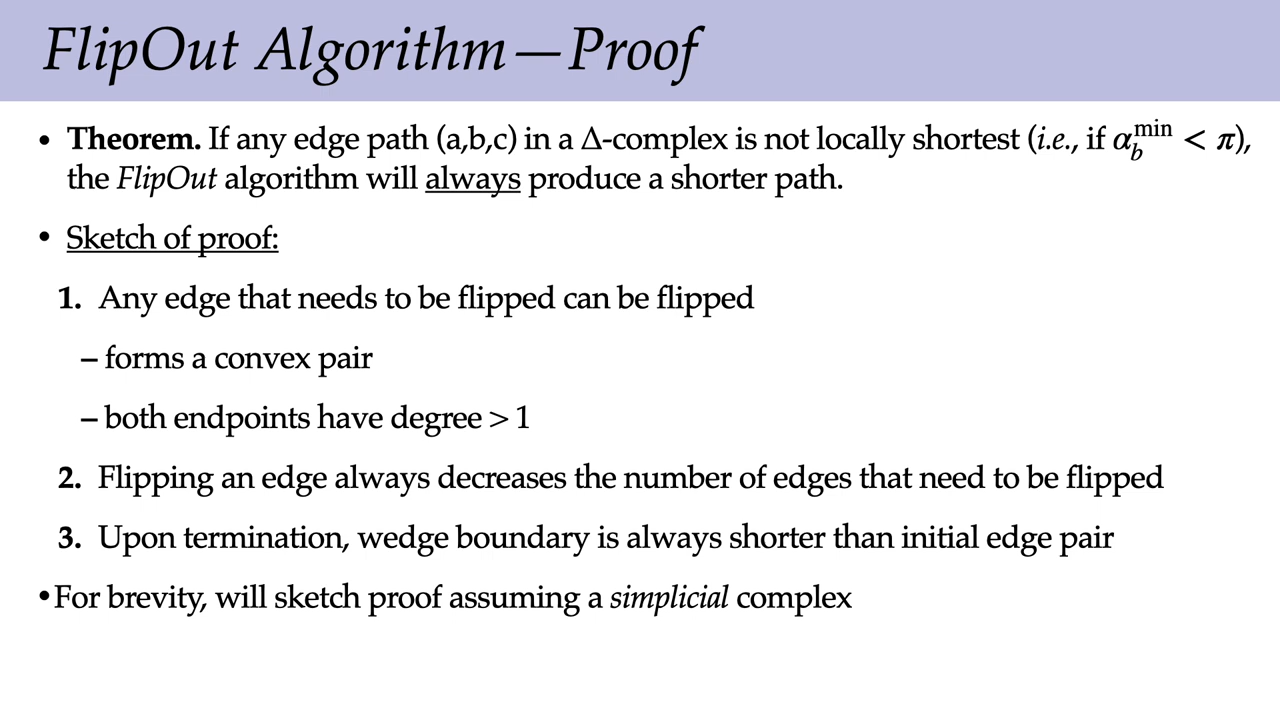 FlipOut Algorithm—Proof
• Theorem. If any edge path (a,b,c) in a Δ-complex is not locally shortest (i.e., if α_b^min < π),
the FlipOut algorithm will always produce a shorter path.
• Sketch of proof:
1. Any edge that needs to be flipped can be flipped
– forms a convex pair
– both endpoints have degree > 1
2. Flipping an edge always decreases the number of edges that need to be flipped
3. Upon termination, wedge boundary is always shorter than initial edge pair
•For brevity, will sketch proof assuming a simplicial complex